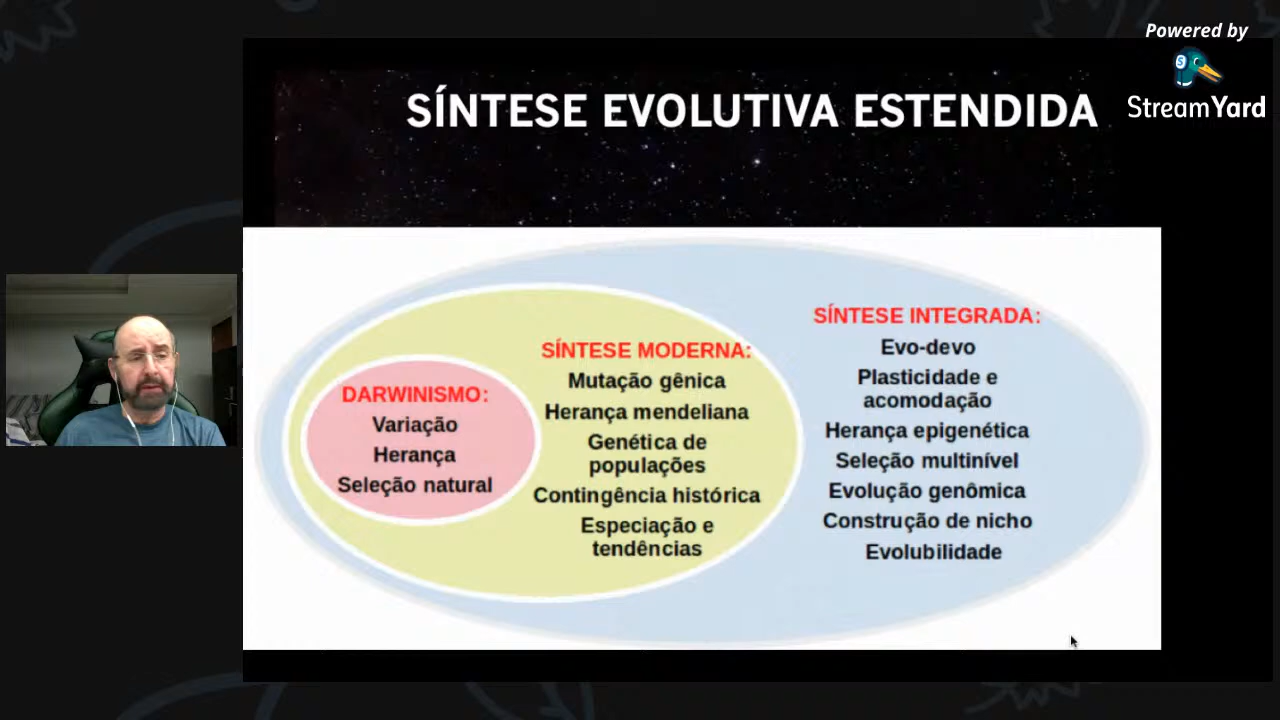 Powered by
StreamYard
SÍNTESE EVOLUTIVA ESTENDIDA
DARWINISMO:
Variação
Herança
Seleção natural
SÍNTESE MODERNA:
Mutação gênica
Herança mendeliana
Genética de
populações
Contingência histórica
Especiação e
tendências
SÍNTESE INTEGRADA:
Evo-devo
Plasticidade e
acomodação
Herança epigenética
Seleção multinível
Evolução genômica
Construção de nicho
Evolubilidade